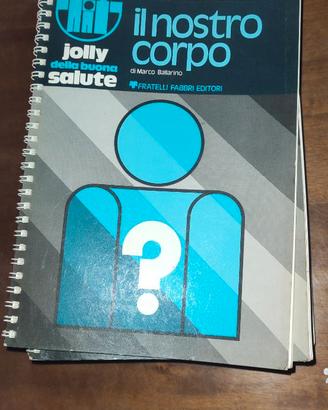 il nostro
corpo
di Marco Ballarino
FRATELLI FABBRI EDITORI
jolly
della buona
salute
?